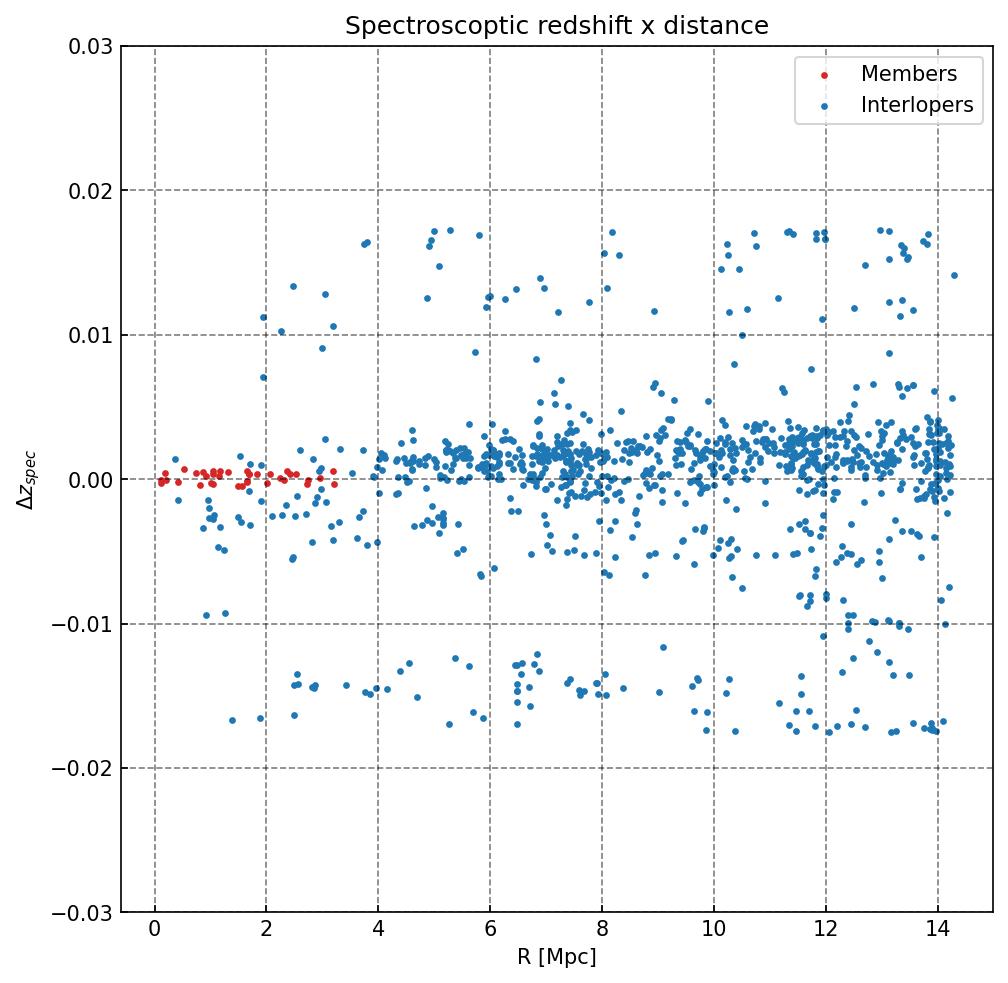 Spectroscoptic redshift x distance
Members
Interlopers
0.03
0.02
0.01
0.00
−0.01
−0.02
−0.03
Δz_spec
0 2 4 6 8 10 12 14
R [Mpc]